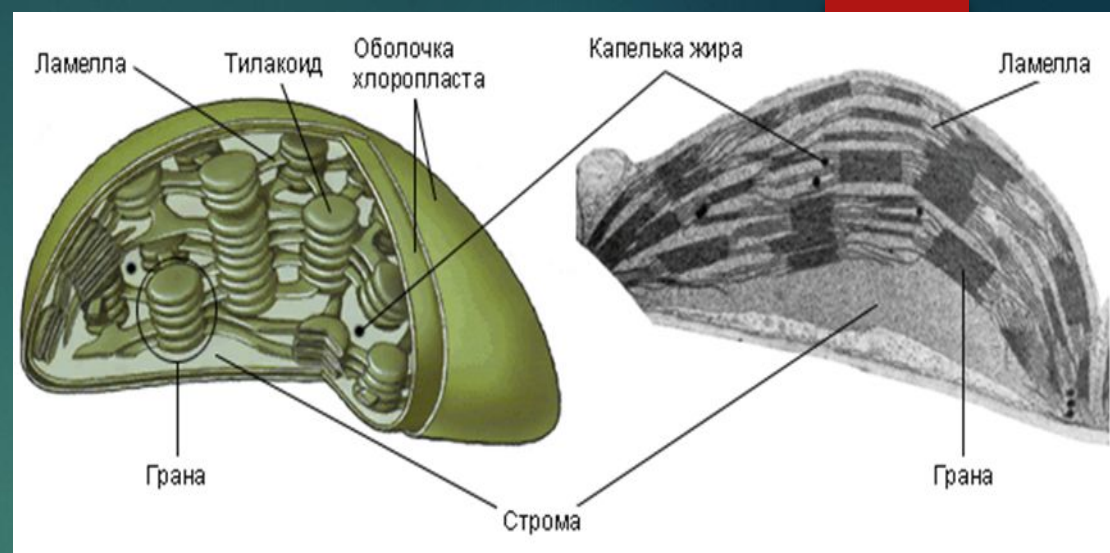 Ламелла
Тилакоид
Оболочка
хлоропласта
Капелька жира
Ламелла
Грана
Строма
Грана